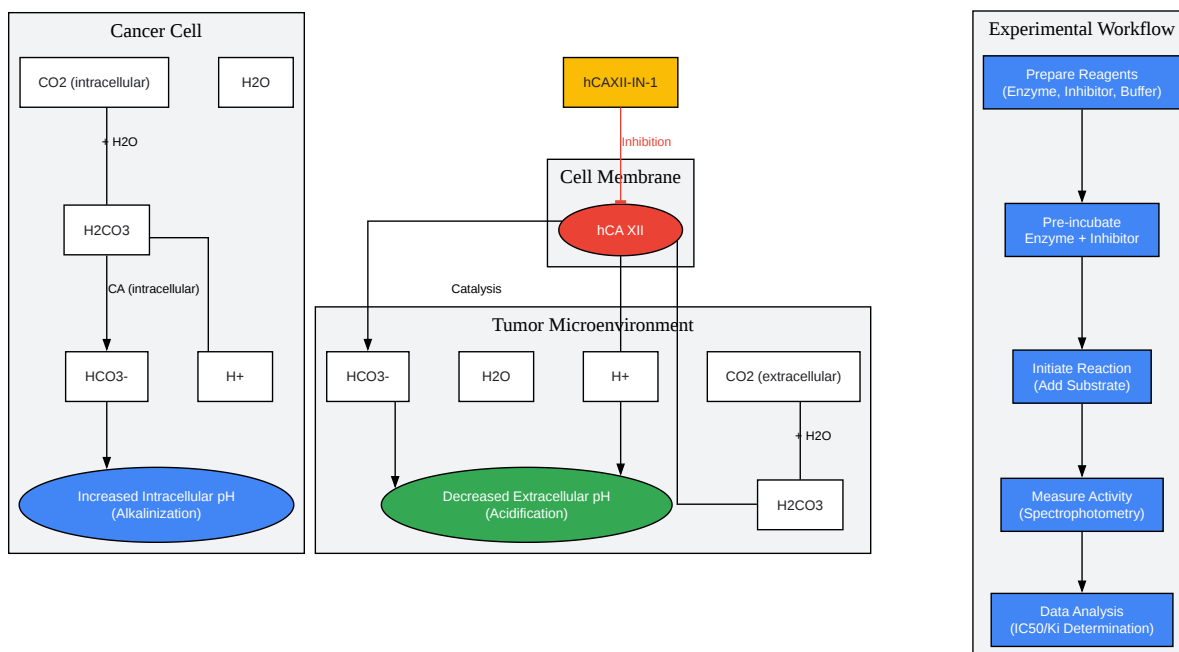 Cancer Cell
CO2 (intracellular)
H2O
+ H2O
H2CO3
CA (intracellular)
HCO3-
H+
Increased Intracellular pH
(Alkalinization)
hCAXII-IN-1
Inhibition
Cell Membrane
hCA XII
Catalysis
Tumor Microenvironment
HCO3-
H2O
H+
CO2 (extracellular)
+ H2O
Decreased Extracellular pH
(Acidification)
H2CO3
Experimental Workflow
Prepare Reagents
(Enzyme, Inhibitor, Buffer)
Pre-incubate
Enzyme + Inhibitor
Initiate Reaction
(Add Substrate)
Measure Activity
(Spectrophotometry)
Data Analysis
(IC50/Ki Determination)